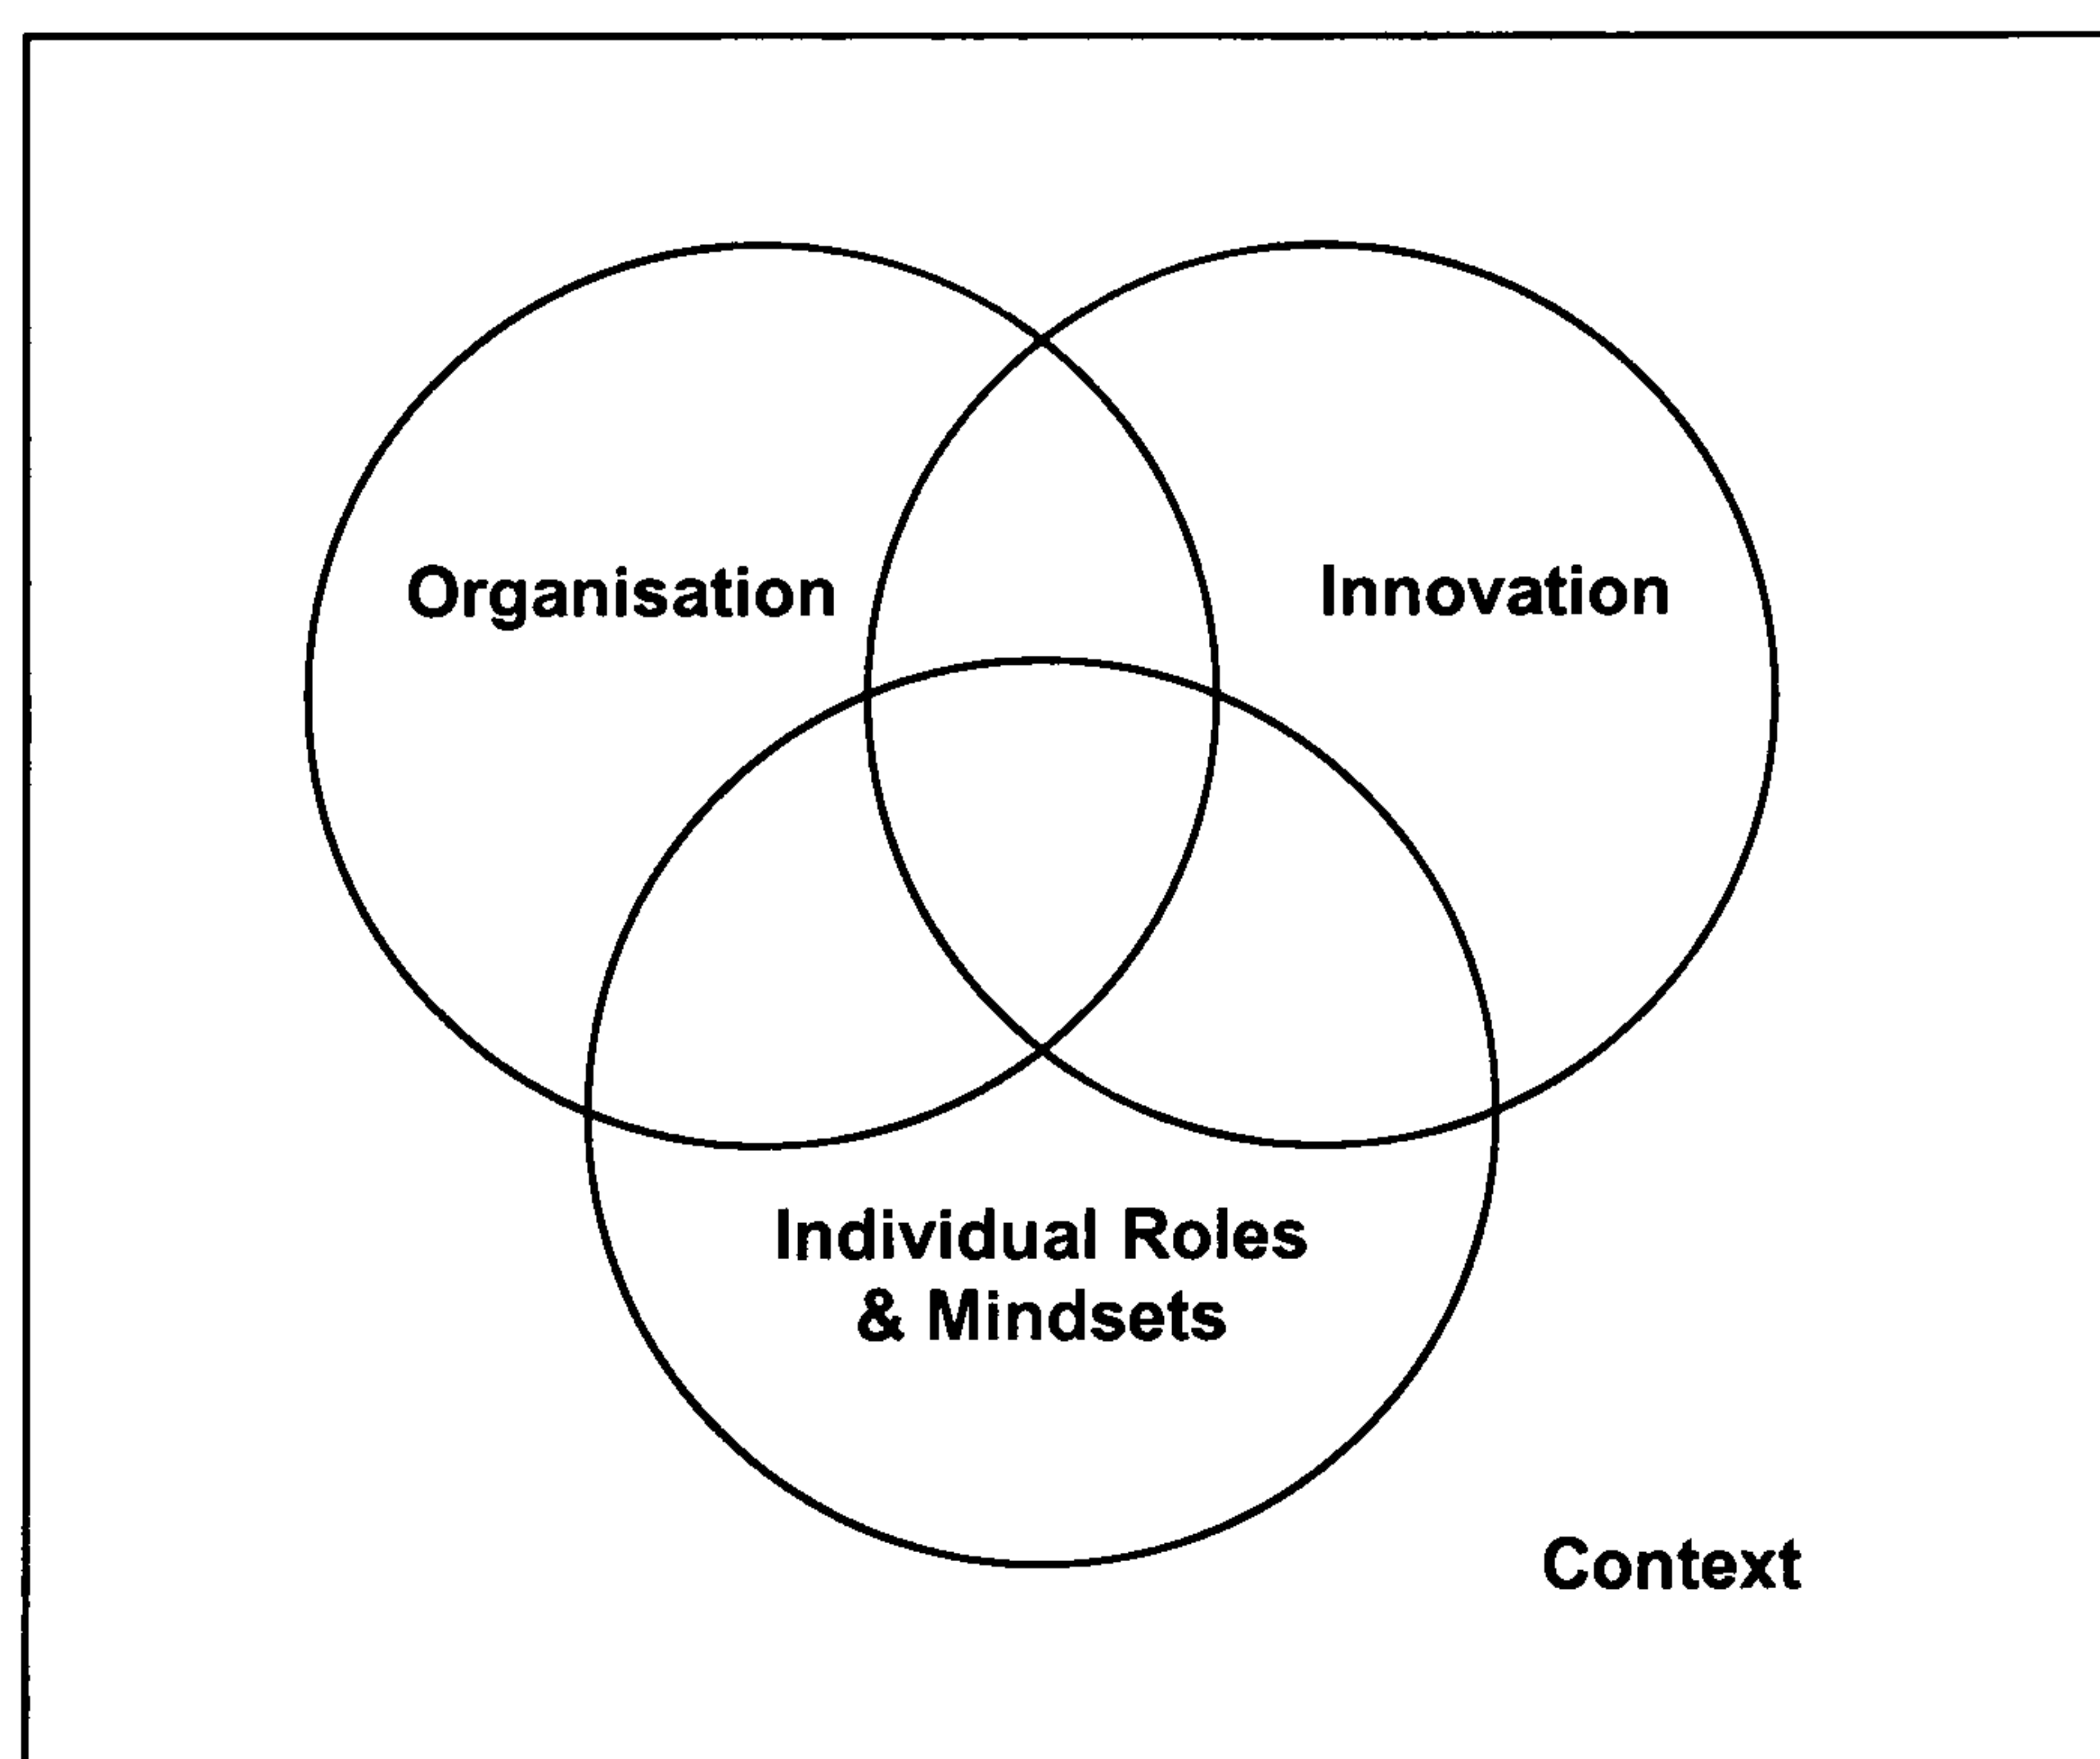 Organisation
Innovation
Individual Roles
& Mindsets
Context